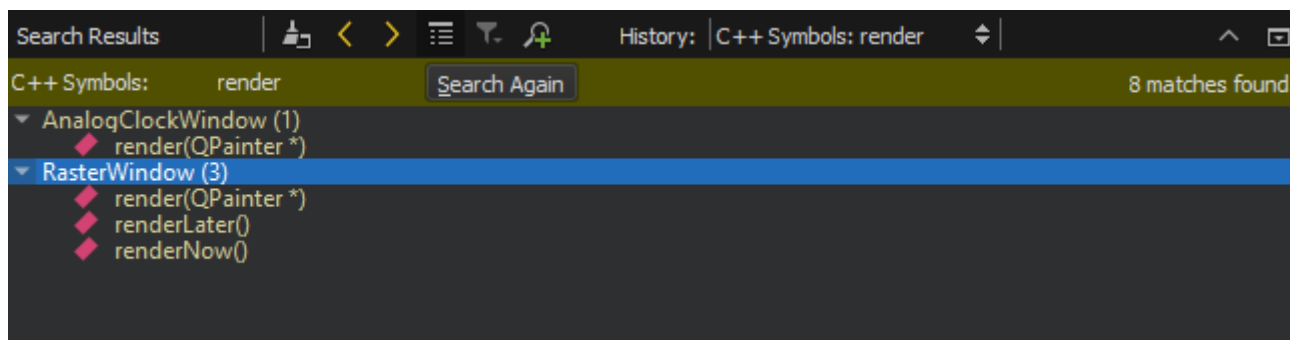 Search Results History: C++ Symbols: render
C++ Symbols: render Search Again 8 matches found
AnalogClockWindow (1)
render(QPainter *)
RasterWindow (3)
render(QPainter *)
renderLater()
renderNow()